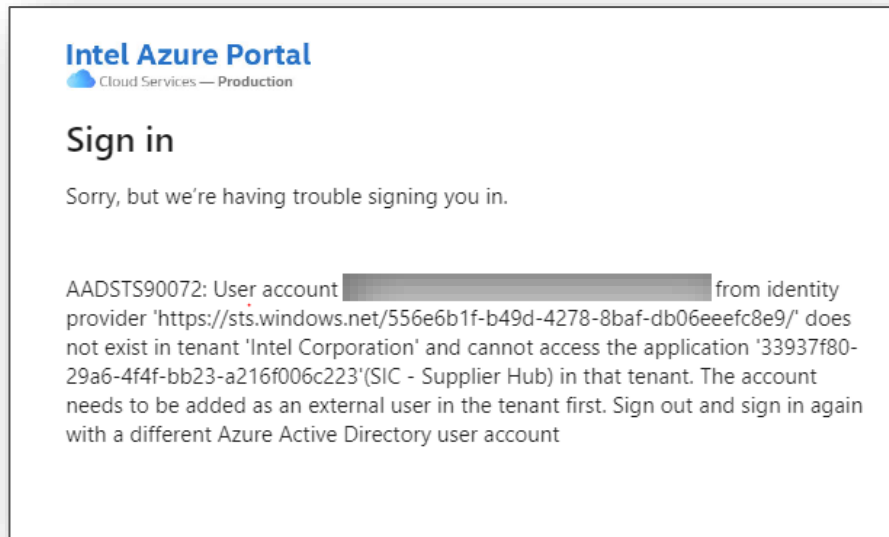 Intel Azure Portal
Cloud Services — Production
Sign in
Sorry, but we're having trouble signing you in.
AADSTS90072: User account from identity
provider 'https://sts.windows.net/556e6b1f-b49d-4278-8baf-db06eeefc8e9/' does
not exist in tenant 'Intel Corporation' and cannot access the application '33937f80-
29a6-4f4f-bb23-a216f006c223'(SIC - Supplier Hub) in that tenant. The account
needs to be added as an external user in the tenant first. Sign out and sign in again
with a different Azure Active Directory user account